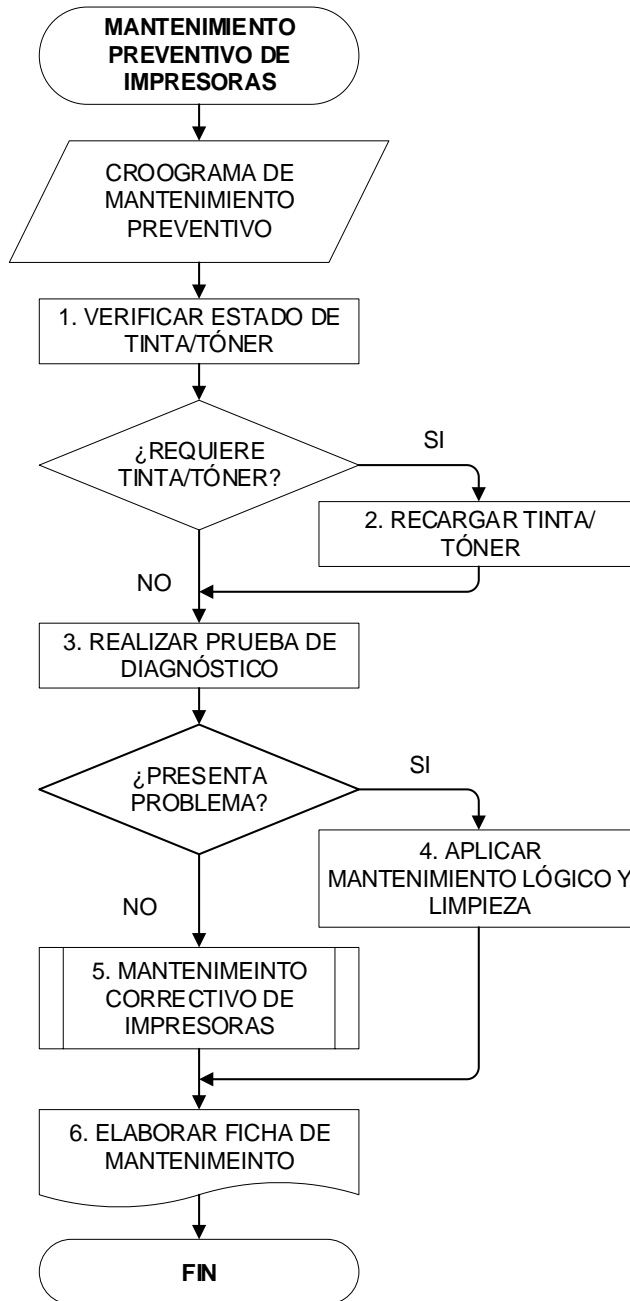 MANTENIMIENTO
PREVENTIVO DE
IMPRESORAS
CROOGRAMA DE
MANTENIMIENTO
PREVENTIVO
1. VERIFICAR ESTADO DE
TINTA/TÓNER
¿REQUIERE
TINTA/TÓNER?
SI
2. RECARGAR TINTA/
TÓNER
NO
3. REALIZAR PRUEBA DE
DIAGNÓSTICO
¿PRESENTA
PROBLEMA?
SI
4. APLICAR
MANTENIMIENTO LÓGICO Y
LIMPIEZA
NO
5. MANTENIMEINTO
CORRECTIVO DE
IMPRESORAS
6. ELABORAR FICHA DE
MANTENIMEINTO
FIN